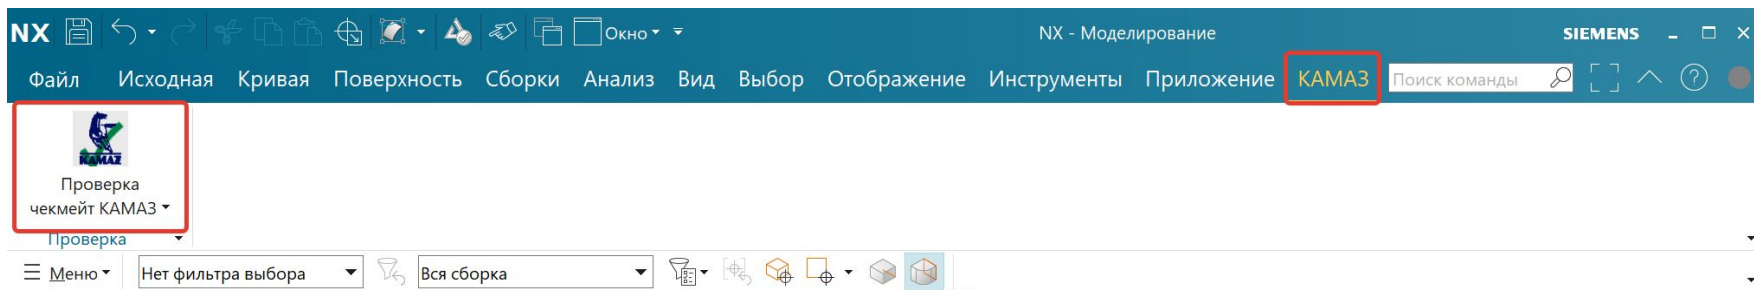 NX Окно NX - Моделирование SIEMENS
Файл Исходная Кривая Поверхность Сборки Анализ Вид Выбор Отображение Инструменты Приложение КАМАЗ Поиск команды
KAMAZ
Проверка
чекмейт КАМАЗ
Проверка
Меню Нет фильтра выбора Вся сборка